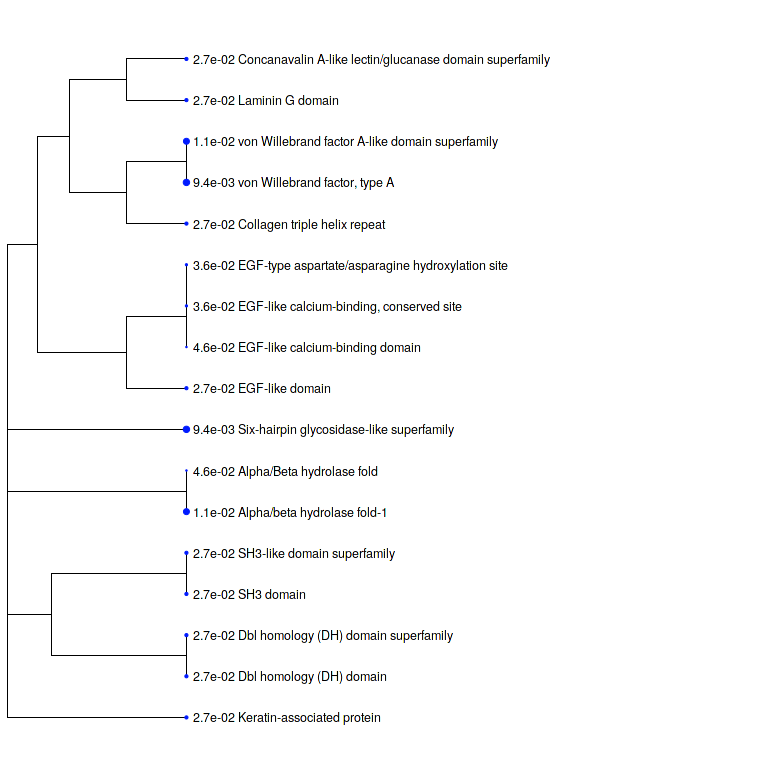 2.7e-02 Concanavalin A-like lectin/glucanase domain superfamily
2.7e-02 Laminin G domain
1.1e-02 von Willebrand factor A-like domain superfamily
9.4e-03 von Willebrand factor, type A
2.7e-02 Collagen triple helix repeat
3.6e-02 EGF-type aspartate/asparagine hydroxylation site
3.6e-02 EGF-like calcium-binding, conserved site
4.6e-02 EGF-like calcium-binding domain
2.7e-02 EGF-like domain
9.4e-03 Six-hairpin glycosidase-like superfamily
4.6e-02 Alpha/Beta hydrolase fold
1.1e-02 Alpha/beta hydrolase fold-1
2.7e-02 SH3-like domain superfamily
2.7e-02 SH3 domain
2.7e-02 Dbl homology (DH) domain superfamily
2.7e-02 Dbl homology (DH) domain
2.7e-02 Keratin-associated protein